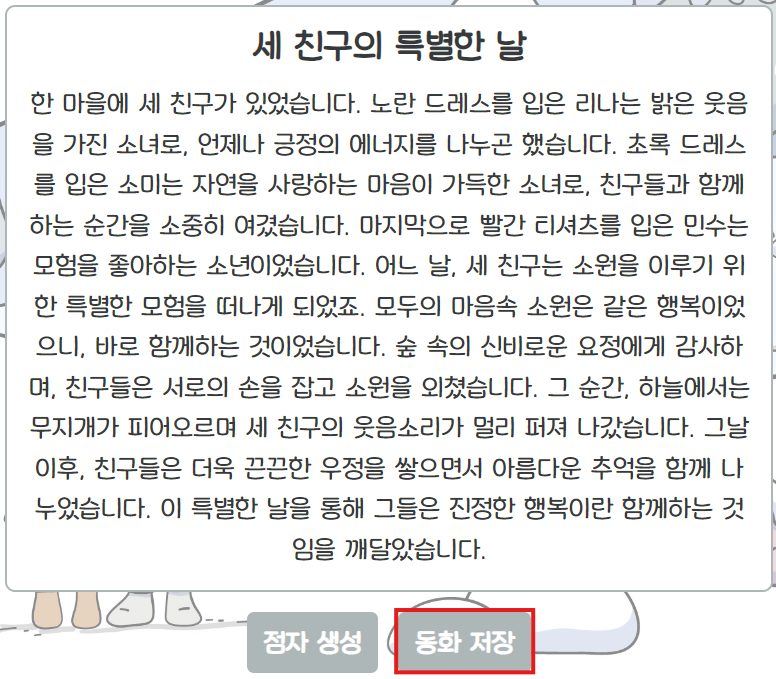 세 친구의 특별한 날
한 마을에 세 친구가 있었습니다. 노란 드레스를 입은 리나는 밝은 웃음
을 가진 소녀로, 언제나 긍정의 에너지를 나누곤 했습니다. 초록 드레스
를 입은 소미는 자연을 사랑하는 마음이 가득한 소녀로, 친구들과 함께
하는 순간을 소중히 여겼습니다. 마지막으로 빨간 티셔츠를 입은 민수는
모험을 좋아하는 소년이었습니다. 어느 날, 세 친구는 소원을 이루기 위
한 특별한 모험을 떠나게 되었죠. 모두의 마음속 소원은 같은 행복이었
으니, 바로 함께하는 것이었습니다. 숲 속의 신비로운 요정에게 감사하
며, 친구들은 서로의 손을 잡고 소원을 외쳤습니다. 그 순간, 하늘에서는
무지개가 피어오르며 세 친구의 웃음소리가 멀리 퍼져 나갔습니다. 그날
이후, 친구들은 더욱 끈끈한 우정을 쌓으면서 아름다운 추억을 함께 나
누었습니다. 이 특별한 날을 통해 그들은 진정한 행복이란 함께하는 것
임을 깨달았습니다.
점자 생성 동화 저장